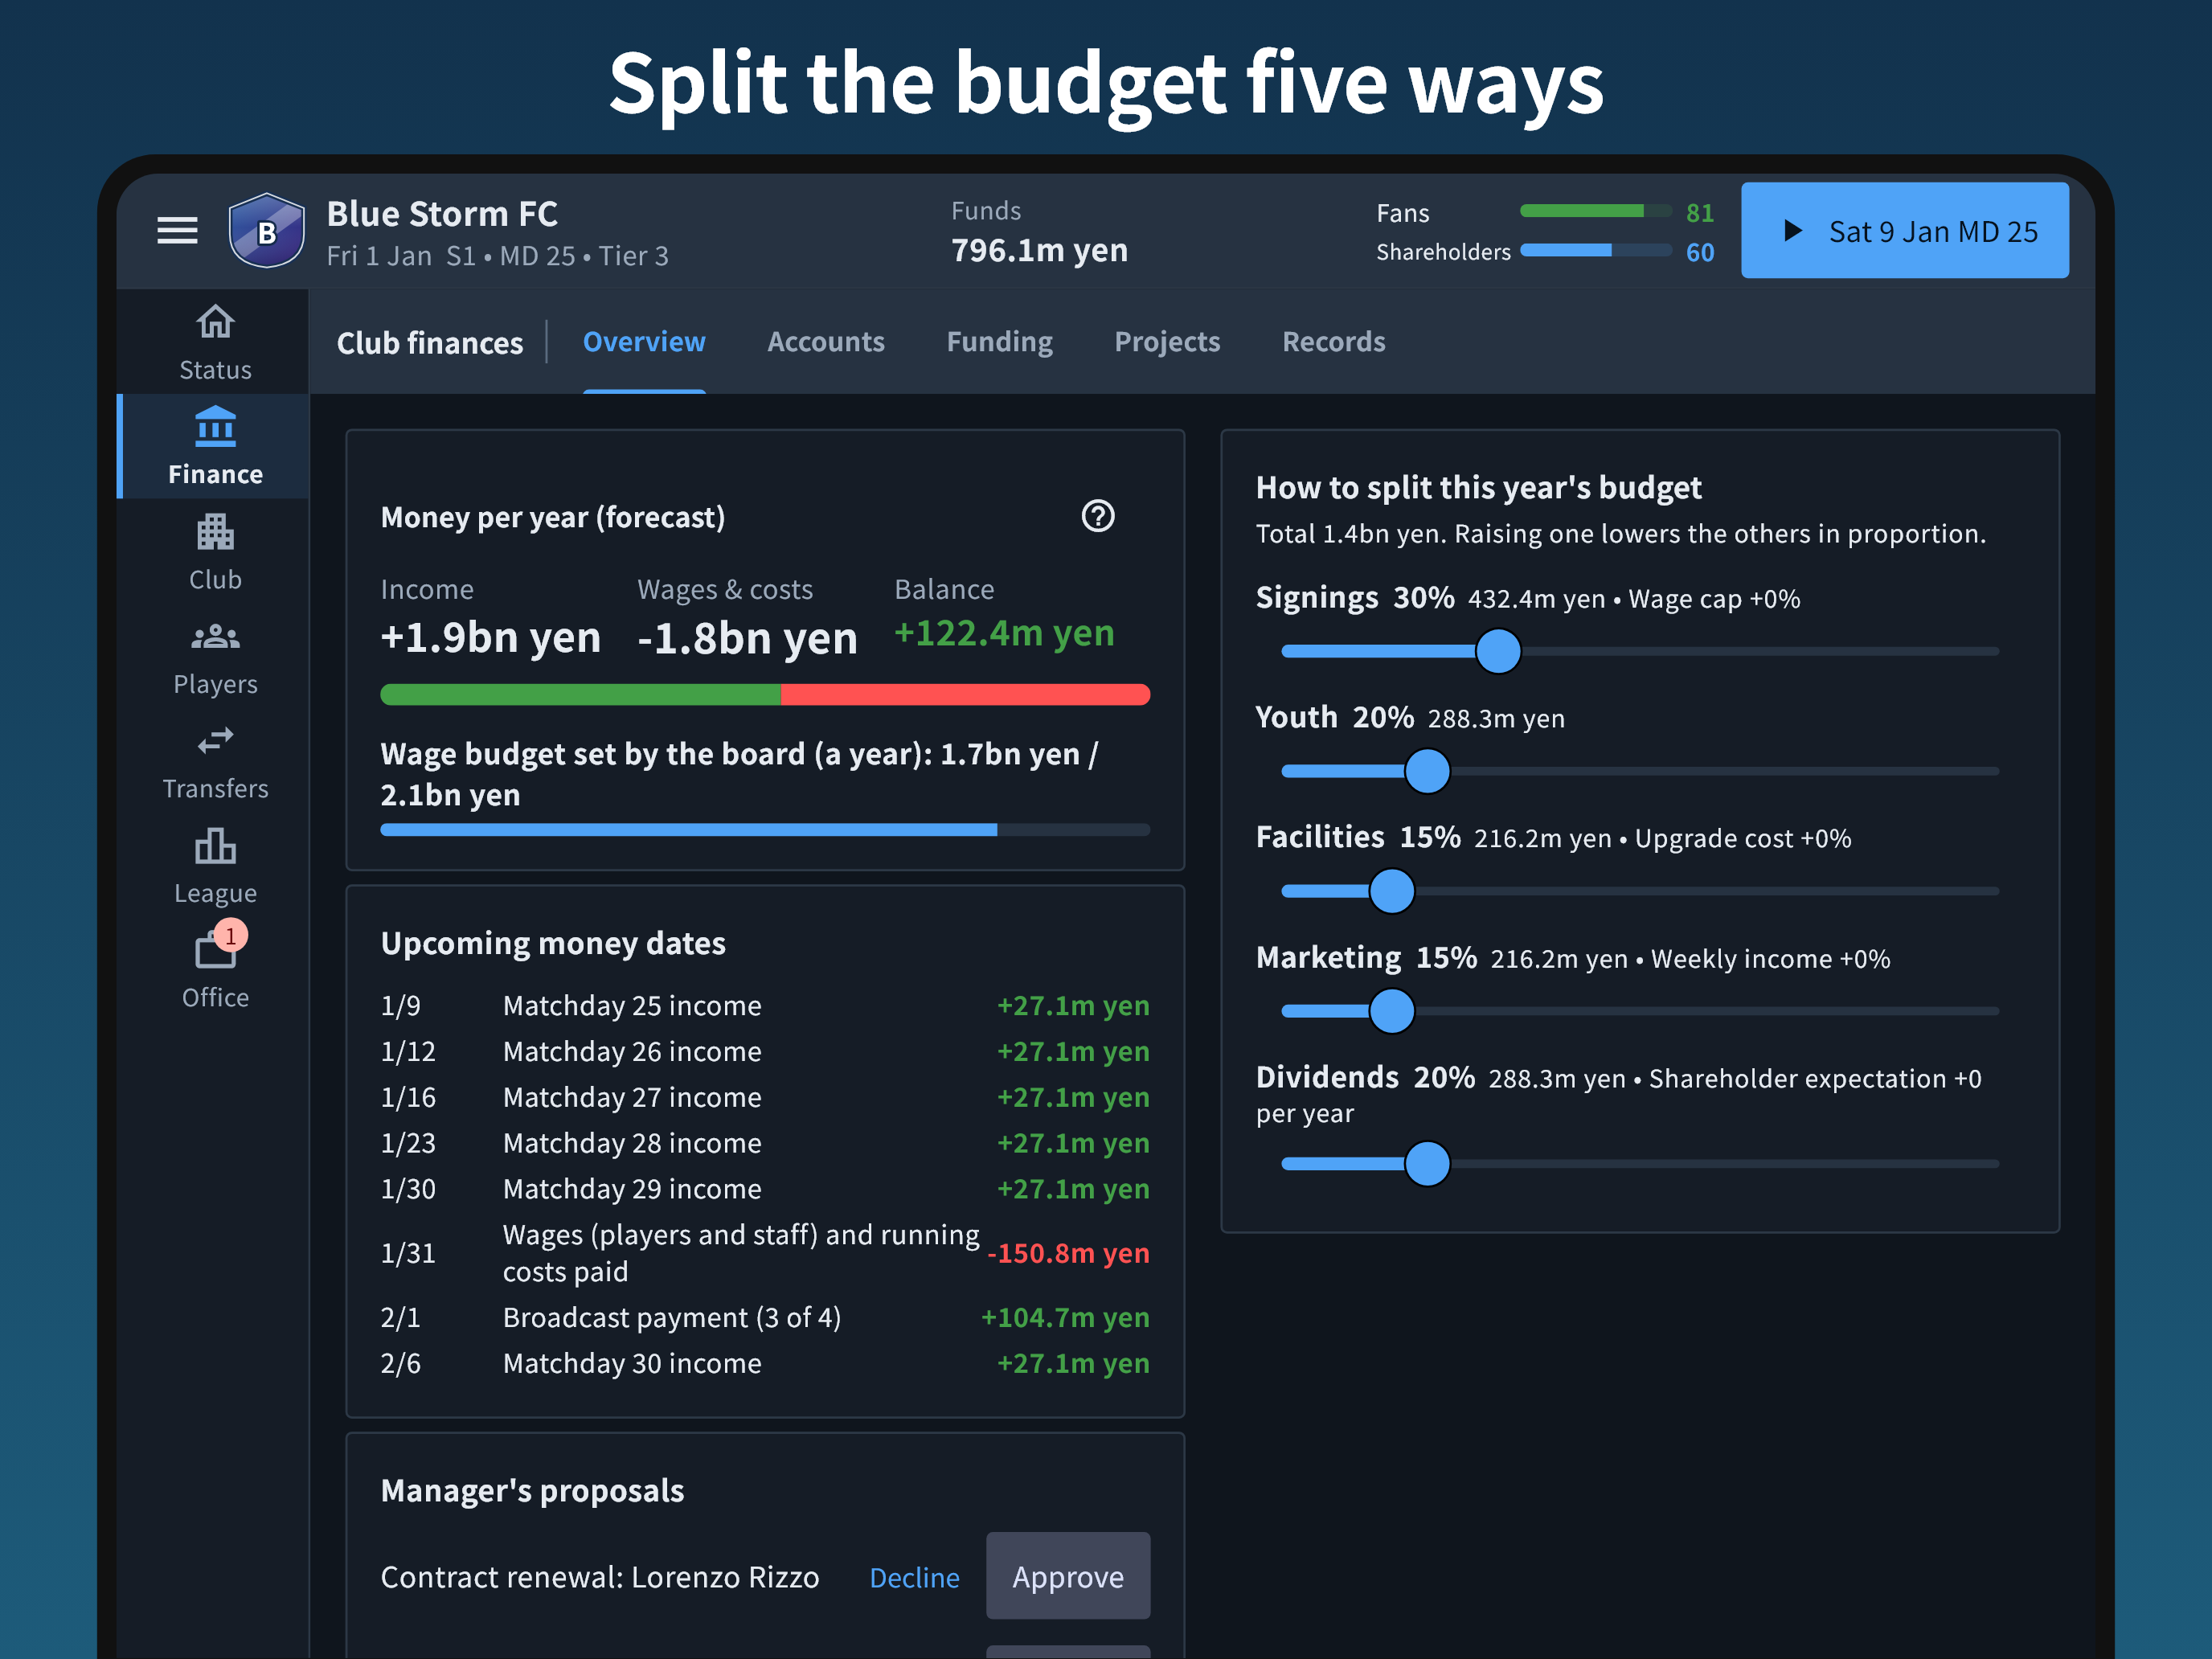 Split the budget five ways
B
Blue Storm FC
Fri 1 Jan S1 • MD 25 • Tier 3
Funds
796.1m yen
Fans 81
Shareholders 60
Sat 9 Jan MD 25
Status
Finance
Club
Players
Transfers
League
1
Office
Club finances
Overview
Accounts
Funding
Projects
Records
Money per year (forecast)
?
Income
+1.9bn yen
Wages & costs
-1.8bn yen
Balance
+122.4m yen
Wage budget set by the board (a year): 1.7bn yen /
2.1bn yen
Upcoming money dates
1/9 Matchday 25 income +27.1m yen
1/12 Matchday 26 income +27.1m yen
1/16 Matchday 27 income +27.1m yen
1/23 Matchday 28 income +27.1m yen
1/30 Matchday 29 income +27.1m yen
1/31 Wages (players and staff) and running
costs paid -150.8m yen
2/1 Broadcast payment (3 of 4) +104.7m yen
2/6 Matchday 30 income +27.1m yen
Manager's proposals
Contract renewal: Lorenzo Rizzo Decline Approve
How to split this year's budget
Total 1.4bn yen. Raising one lowers the others in proportion.
Signings 30% 432.4m yen • Wage cap +0%
Youth 20% 288.3m yen
Facilities 15% 216.2m yen • Upgrade cost +0%
Marketing 15% 216.2m yen • Weekly income +0%
Dividends 20% 288.3m yen • Shareholder expectation +0
per year